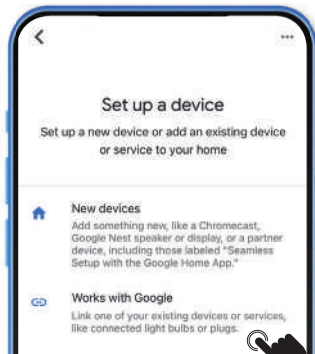 Set up a device
Set up a new device or add an existing device
or service to your home
New devices
Add something new, like a Chromecast,
Google Nest speaker or display, or a partner
device, including those labeled "Seamless
Setup with the Google Home App."
Works with Google
Link one of your existing devices or services,
like connected light bulbs or plugs.